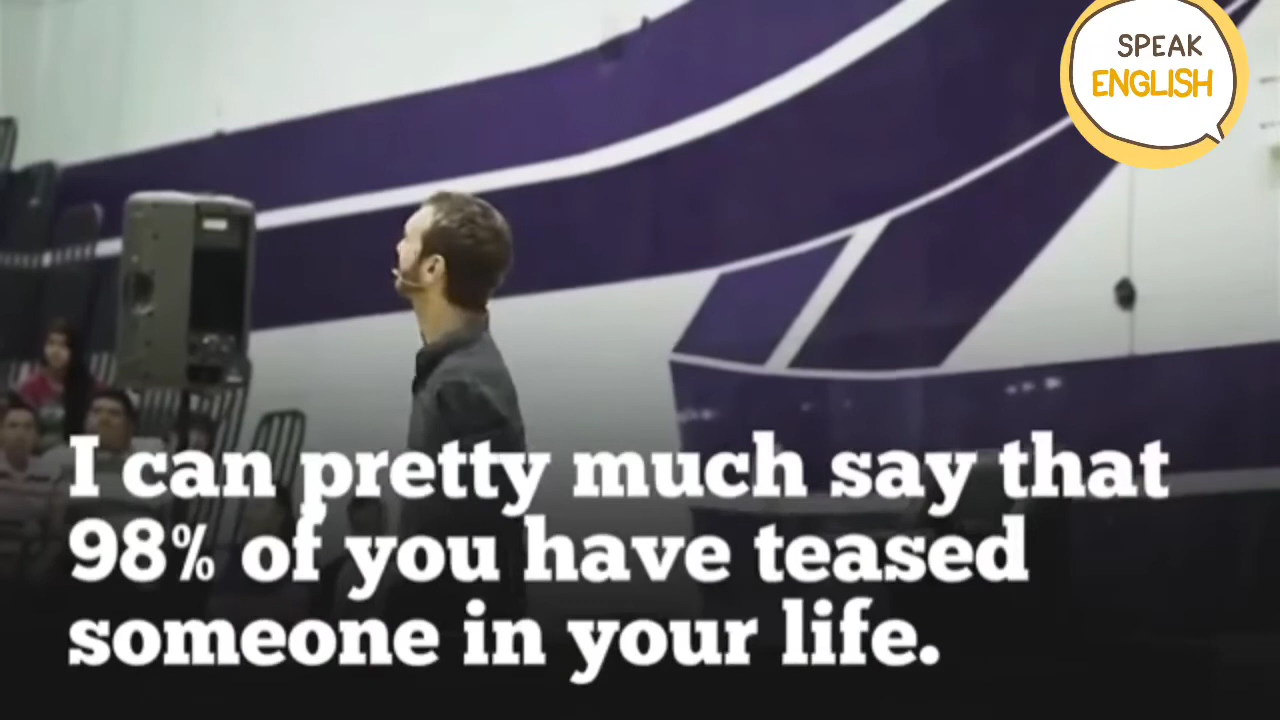 SPEAK
ENGLISH
I can pretty much say that
98% of you have teased
someone in your life.